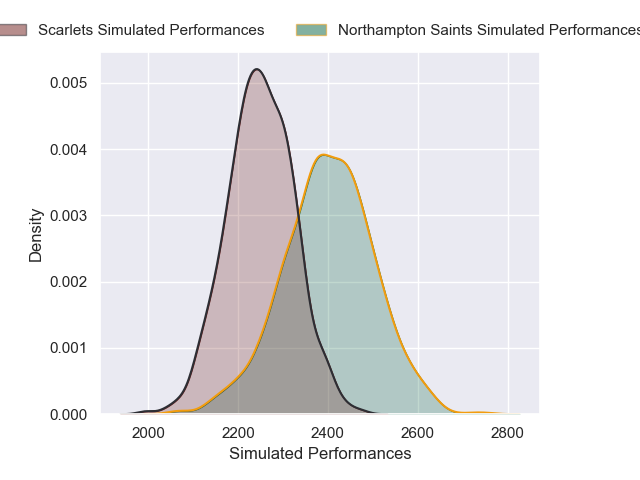 Scarlets Simulated Performances Northampton Saints Simulated Performances
0.005
0.004
0.003
0.002
0.001
0.000
Density
2000 2200 2400 2600 2800
Simulated Performances